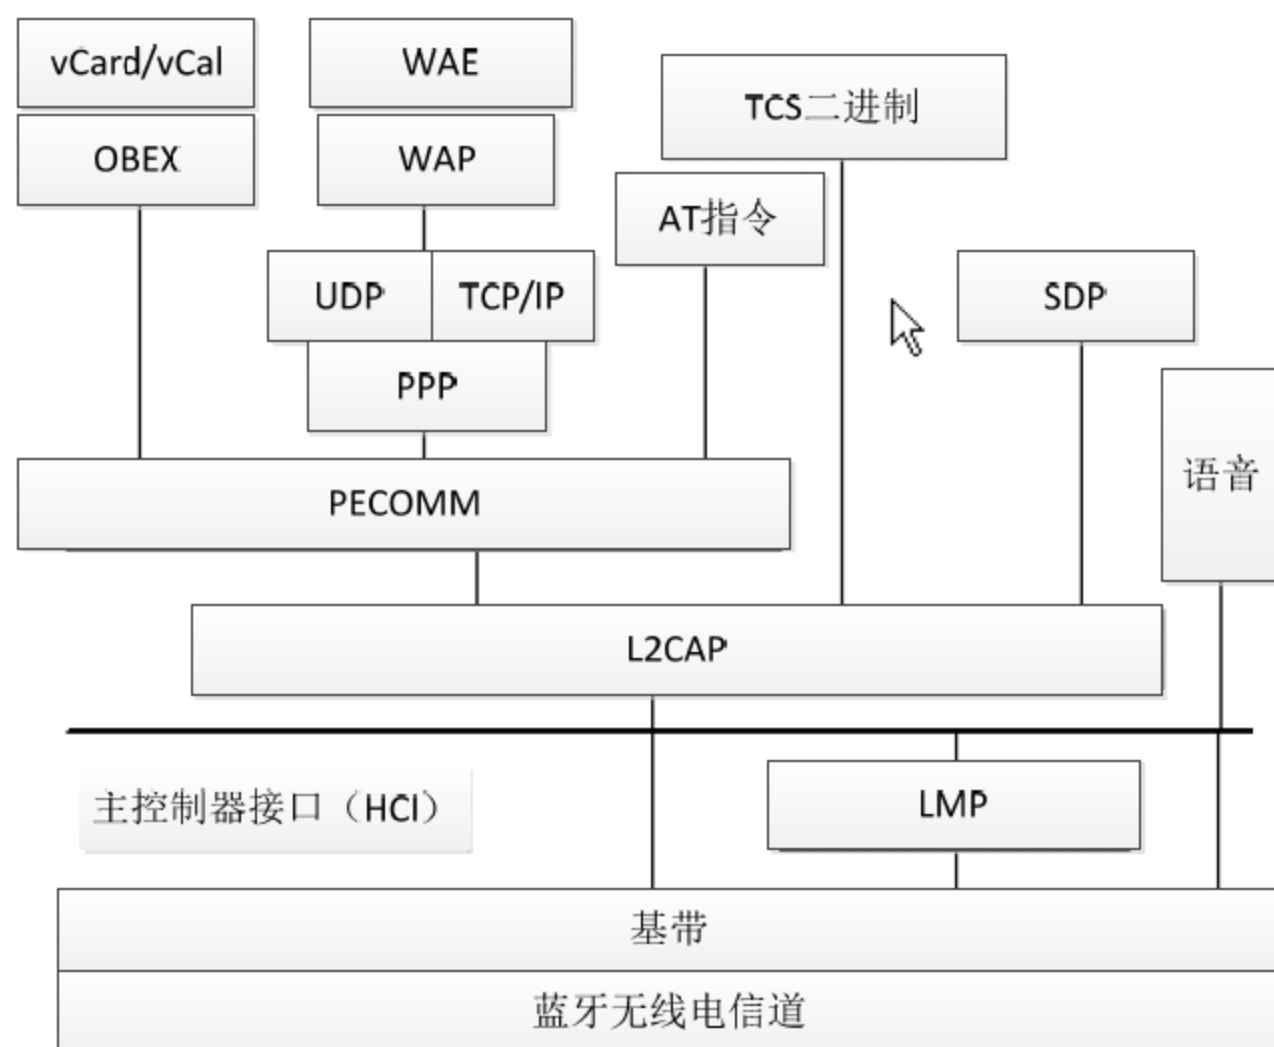 vCard/vCal
WAE
TCS二进制
OBEX
WAP
AT指令
UDP
TCP/IP
SDP
PPP
语音
PECOMM
L2CAP
主控制器接口（HCI）
LMP
基带
蓝牙无线电信道